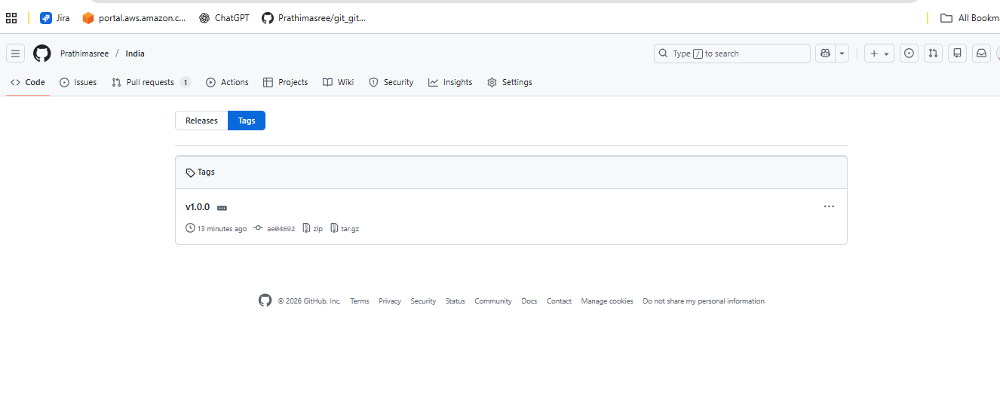 Jira portal.aws.amazon.c... ChatGPT Prathimasree/git_git... All Bookm
Prathimasree / India Type / to search
Code Issues Pull requests 1 Actions Projects Wiki Security Insights Settings
Releases Tags
Tags
v1.0.0
13 minutes ago ae04692 zip tar.gz
© 2026 GitHub, Inc. Terms Privacy Security Status Community Docs Contact Manage cookies Do not share my personal information